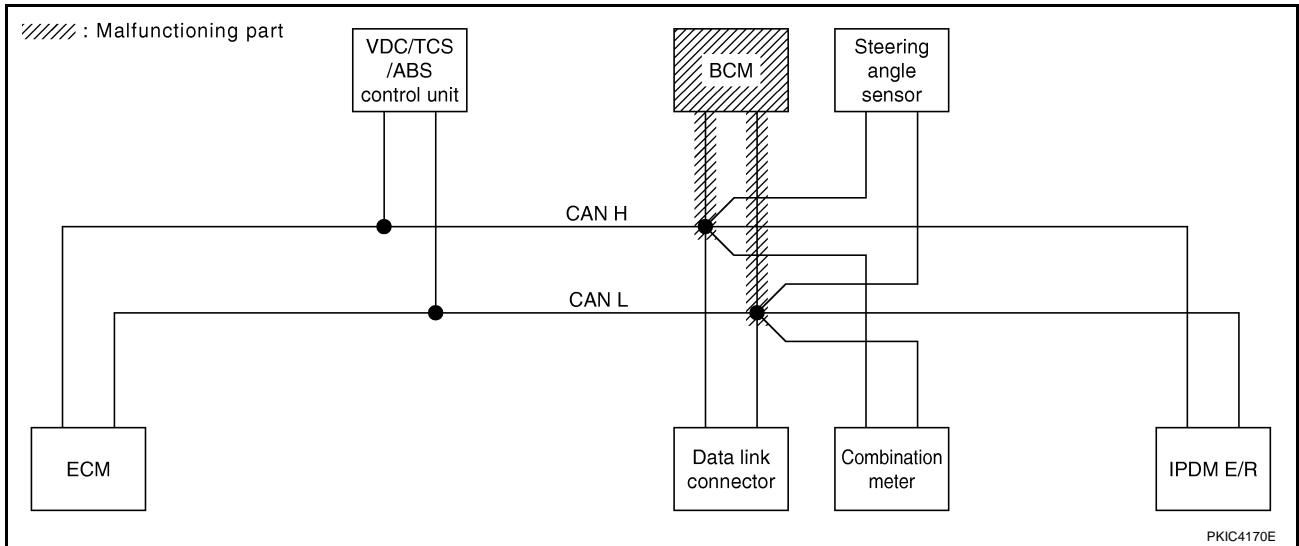 : Malfunctioning part
VDC/TCS
/ABS
control unit
BCM
Steering
angle
sensor
CAN H
CAN L
ECM
Data link
connector
Combination
meter
IPDM E/R
PKIC4170E